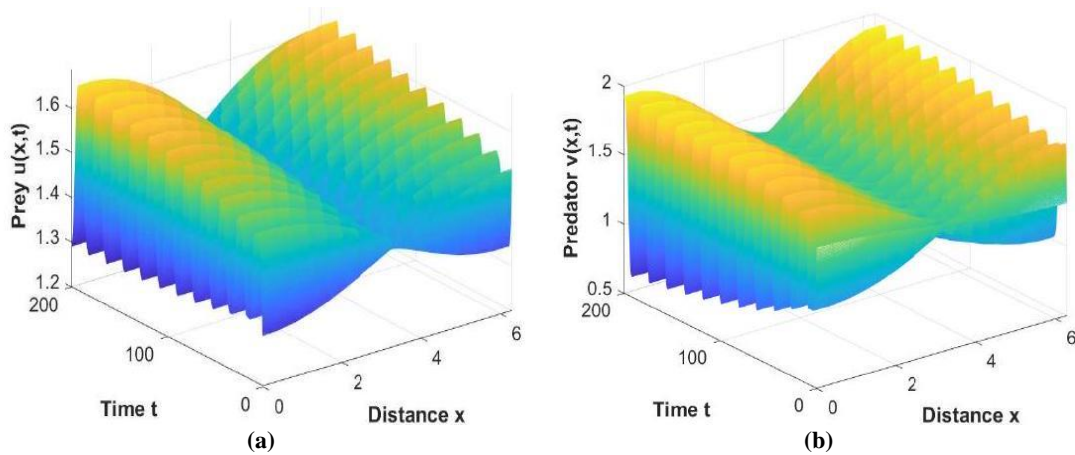 Prey u(x,t)
1.6
1.5
1.4
1.3
1.2
200
100
0
Time t
0
2
4
6
Distance x
(a)
Predator v(x,t)
2
1.5
1
0.5
200
100
0
Time t
0
2
4
6
Distance x
(b)